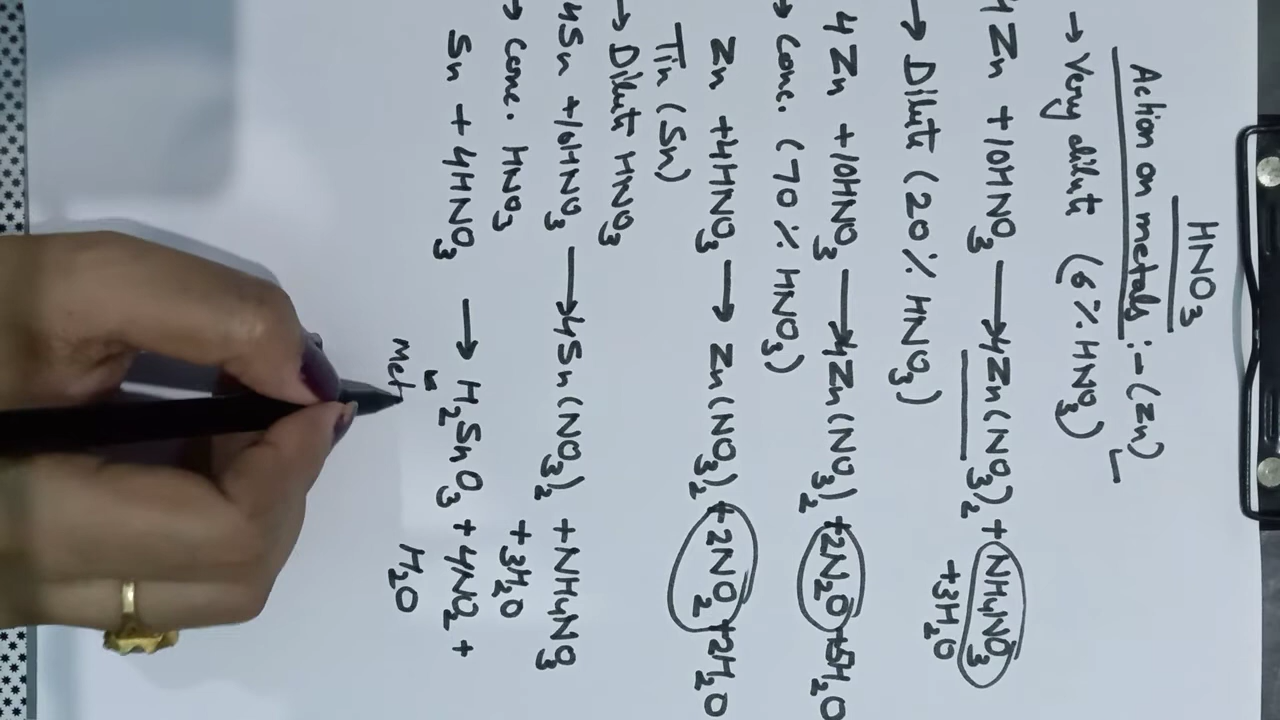 HNO3
Action on metals :- (Zn)
→ Very dilute (6% HNO3)
4Zn + 10HNO3 → 4Zn(NO3)2 + NH4NO3
+3H2O
→ Dilute (20% HNO3)
4Zn + 10HNO3 → 4Zn(NO3)2 + 2N2O + 5H2O
→ Conc. (70% HNO3)
Zn + 4HNO3 → Zn(NO3)2 + 2NO2 + 2H2O
Tin (Sn)
→ Dilute HNO3
4Sn + 10HNO3 → 4Sn(NO3)2 + NH4NO3
+ 3H2O
→ Conc. HNO3
Sn + 4HNO3 → H2SnO3 + 4NO2 +
Met H2O